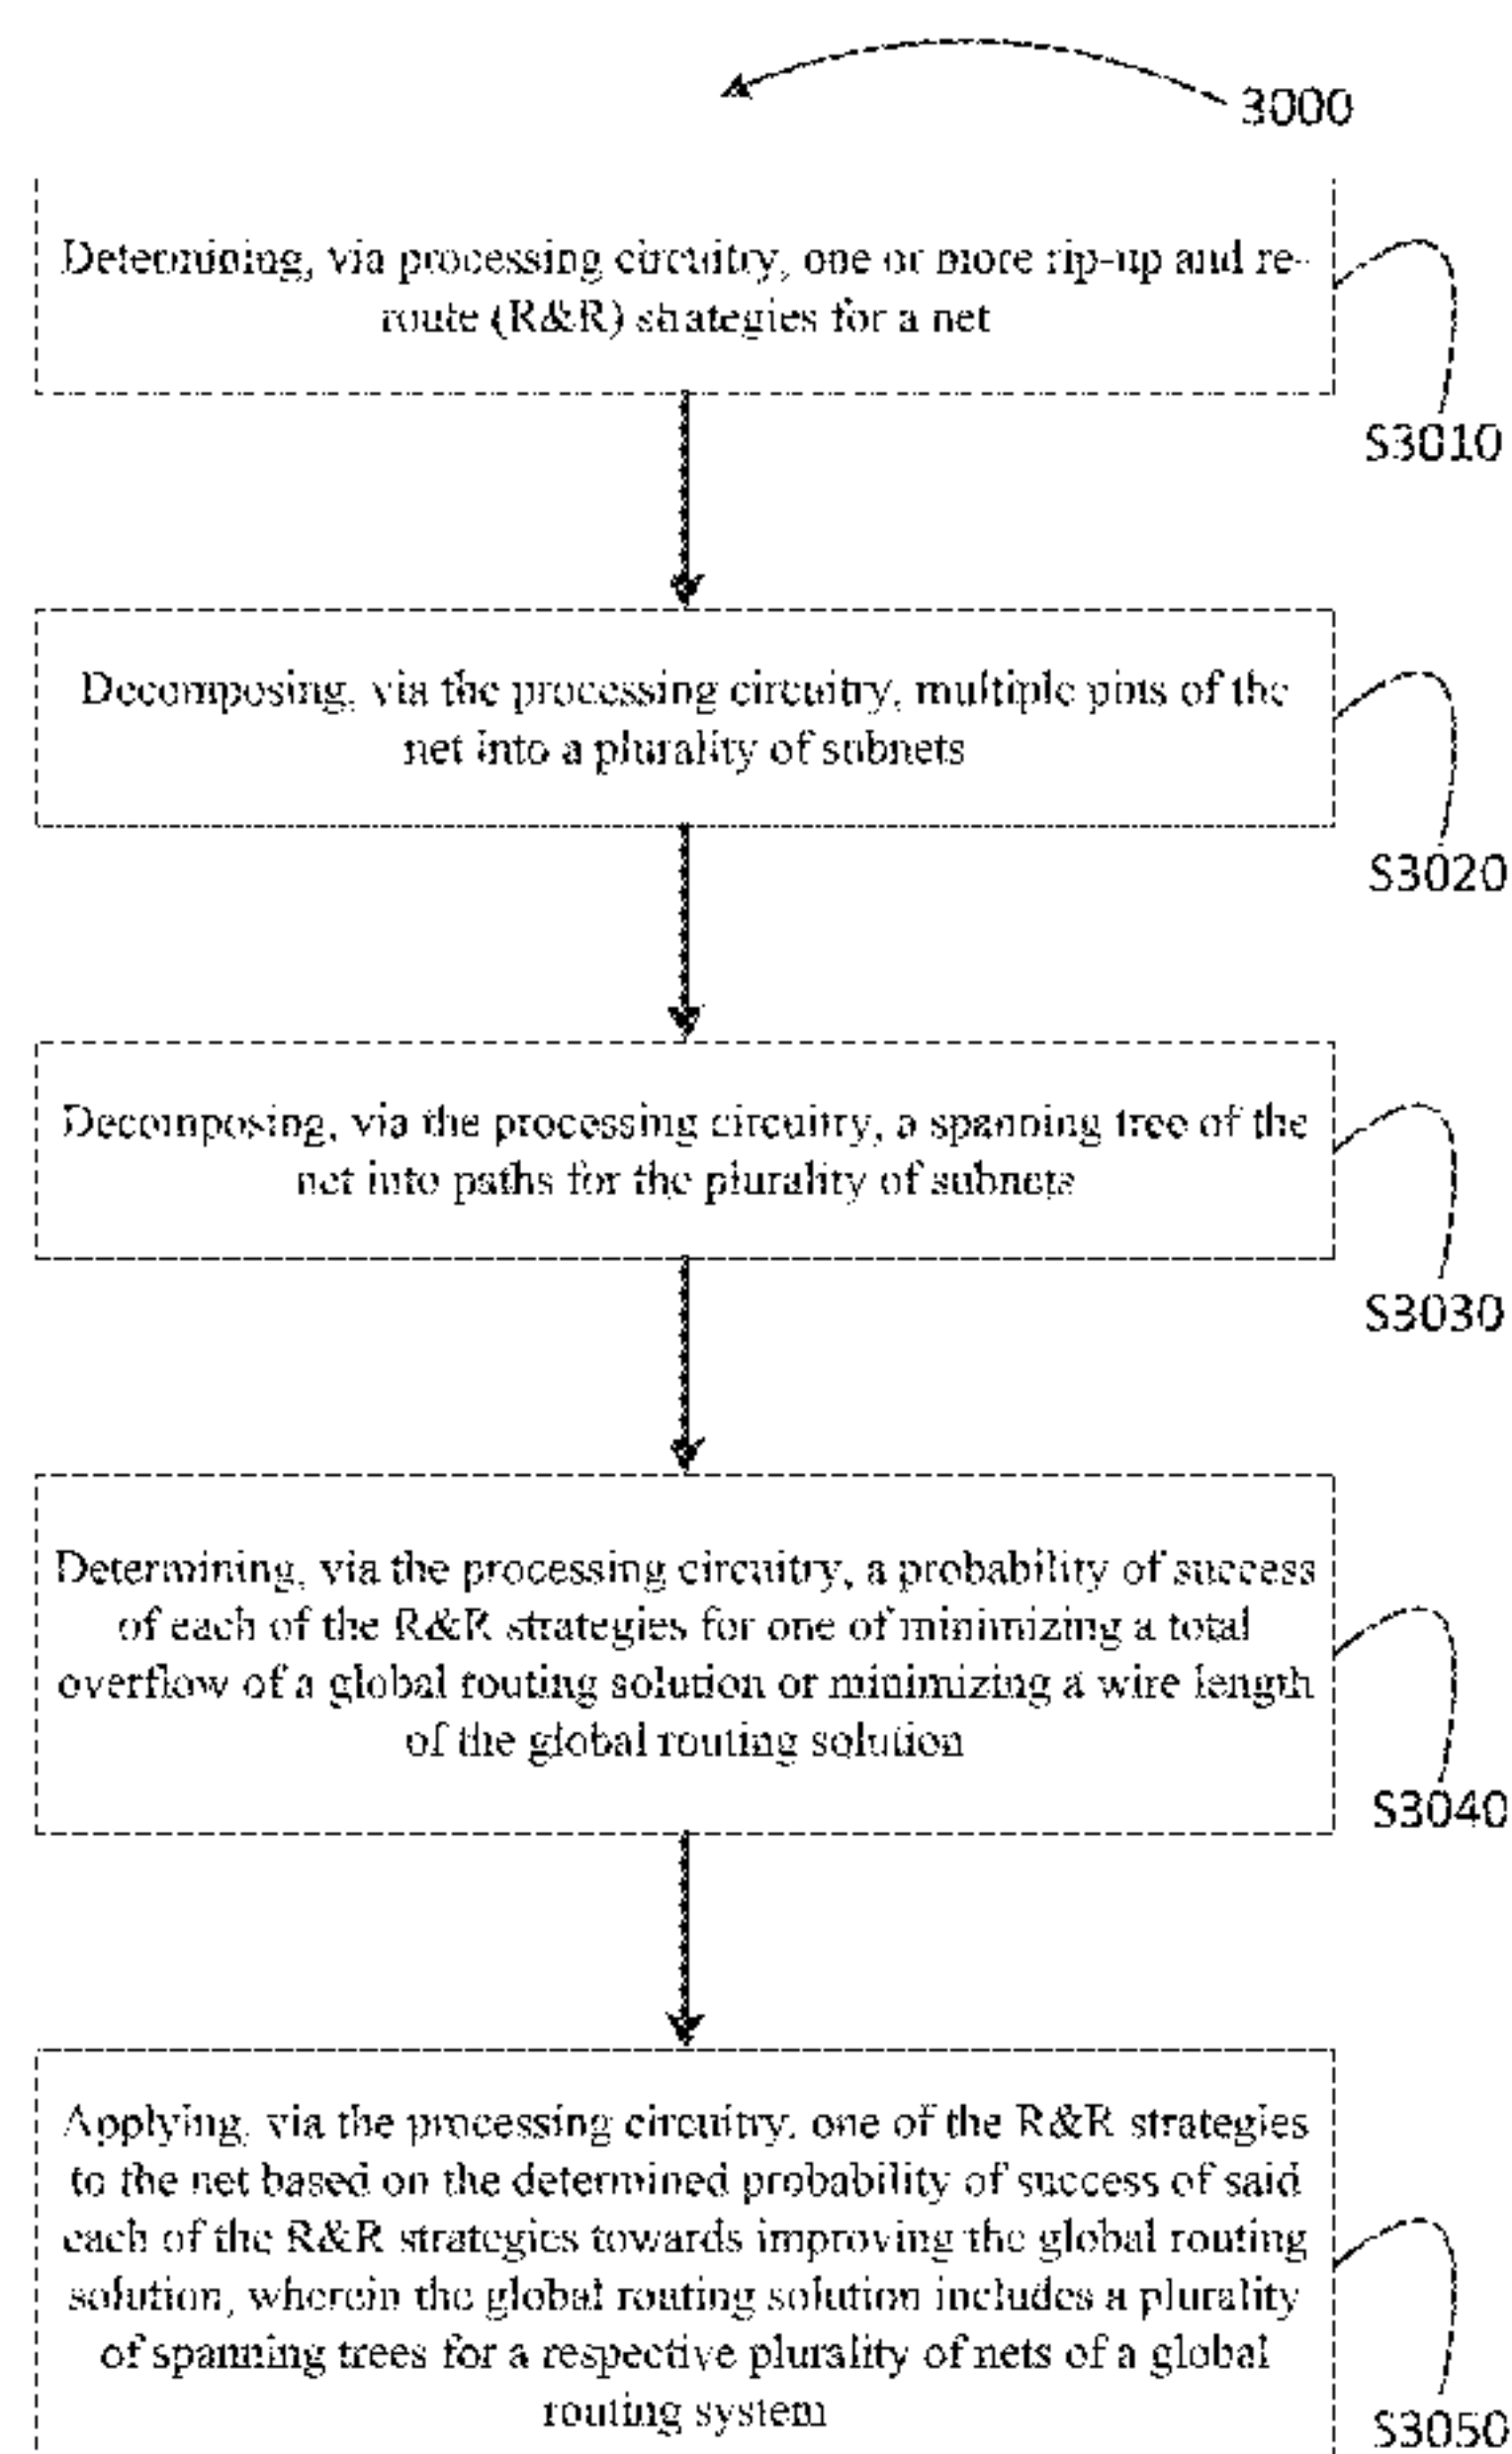 3000
Determining, via processing circuitry, one or more rip-up and re-
route (R&R) strategies for a net
S3010
Decomposing, via the processing circuitry, multiple pins of the
net into a plurality of subnets
S3020
Decomposing, via the processing circuitry, a spanning tree of the
net into paths for the plurality of subnets
S3030
Determining, via the processing circuitry, a probability of success
of each of the R&R strategies for one of minimizing a total
overflow of a global routing solution or minimizing a wire length
of the global routing solution
S3040
Applying, via the processing circuitry, one of the R&R strategies
to the net based on the determined probability of success of said
each of the R&R strategies towards improving the global routing
solution, wherein the global routing solution includes a plurality
of spanning trees for a respective plurality of nets of a global
routing system
S3050